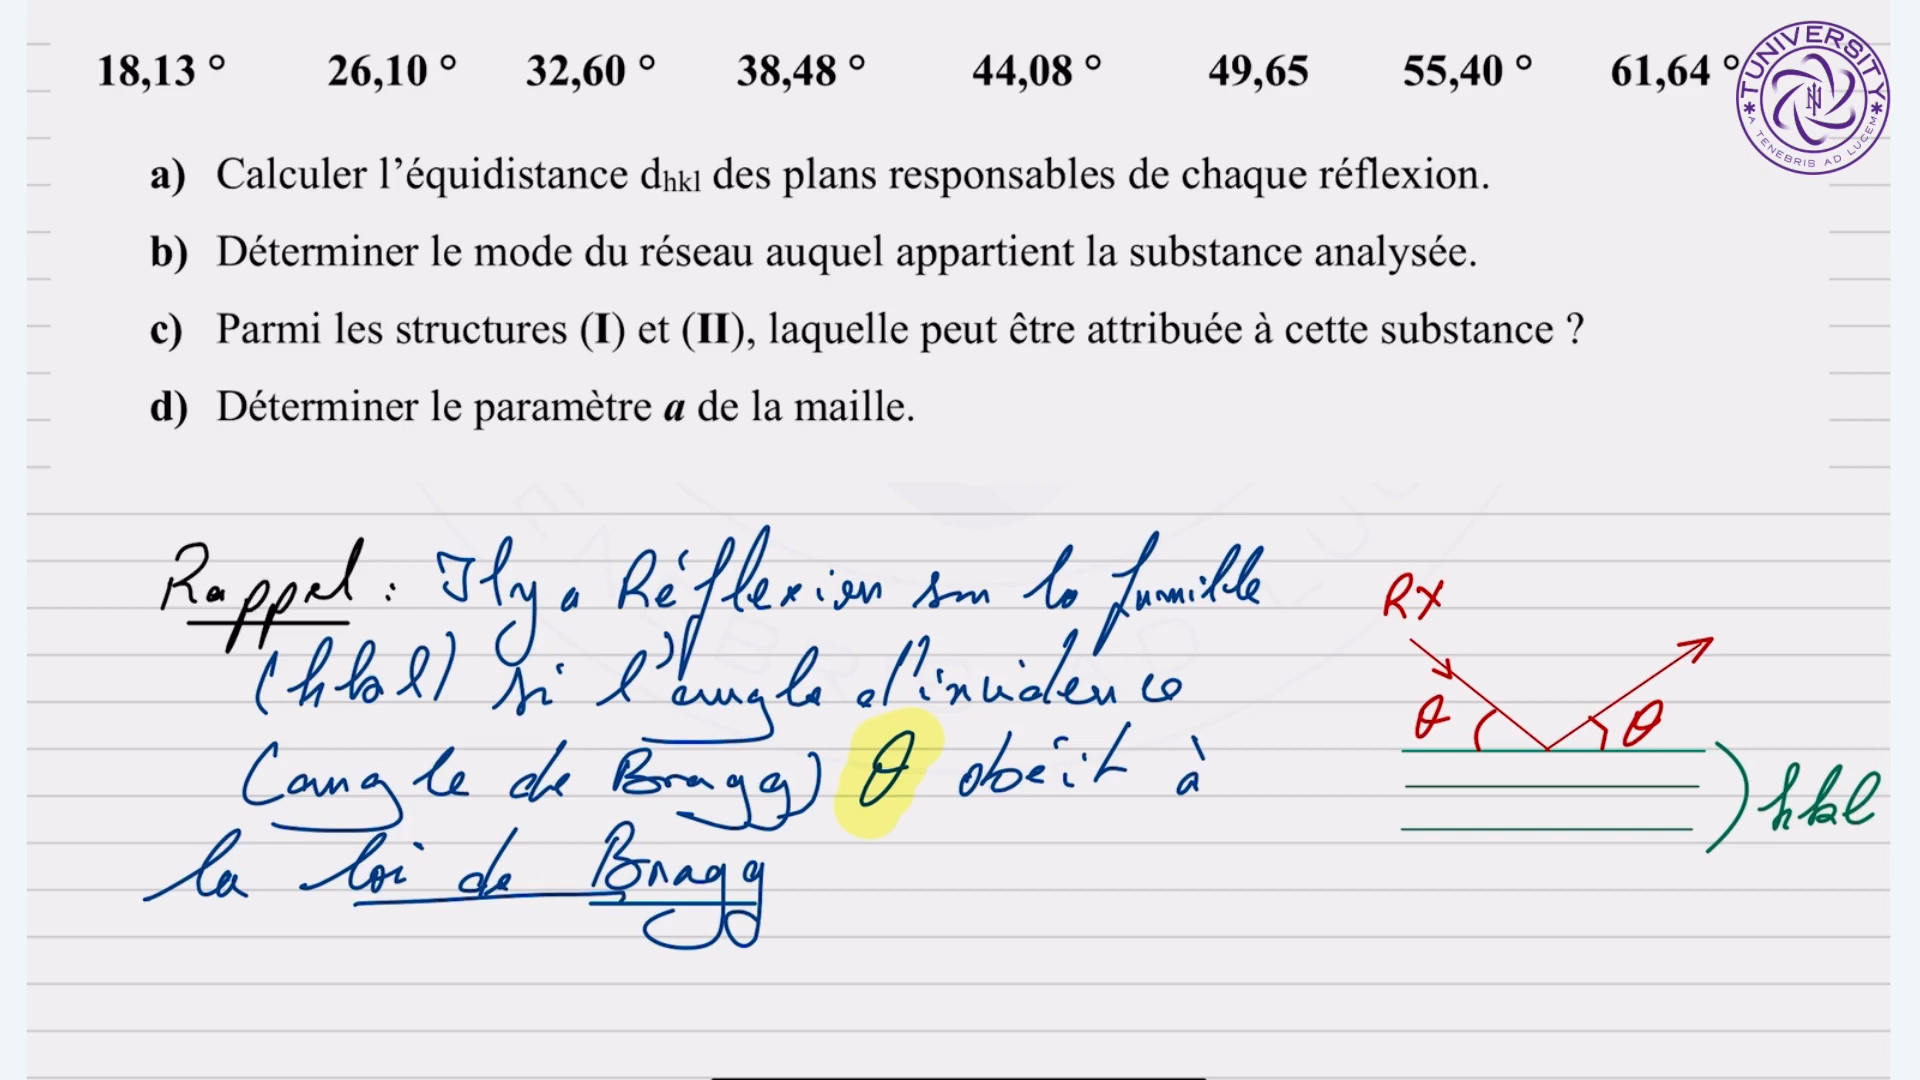 18,13 ° 26,10 ° 32,60 ° 38,48 ° 44,08 ° 49,65 55,40 ° 61,64 °
TUNIVERSITY
A TENEBRIS AD LUCEM
a) Calculer l’équidistance dhkl des plans responsables de chaque réflexion.
b) Déterminer le mode du réseau auquel appartient la substance analysée.
c) Parmi les structures (I) et (II), laquelle peut être attribuée à cette substance ?
d) Déterminer le paramètre a de la maille.
Rappel : Il y a Réflexion sur la famille
(hkl) si l'angle d'incidence
(angle de Bragg) θ obéit à
la loi de Bragg
RX
θ θ
hkl